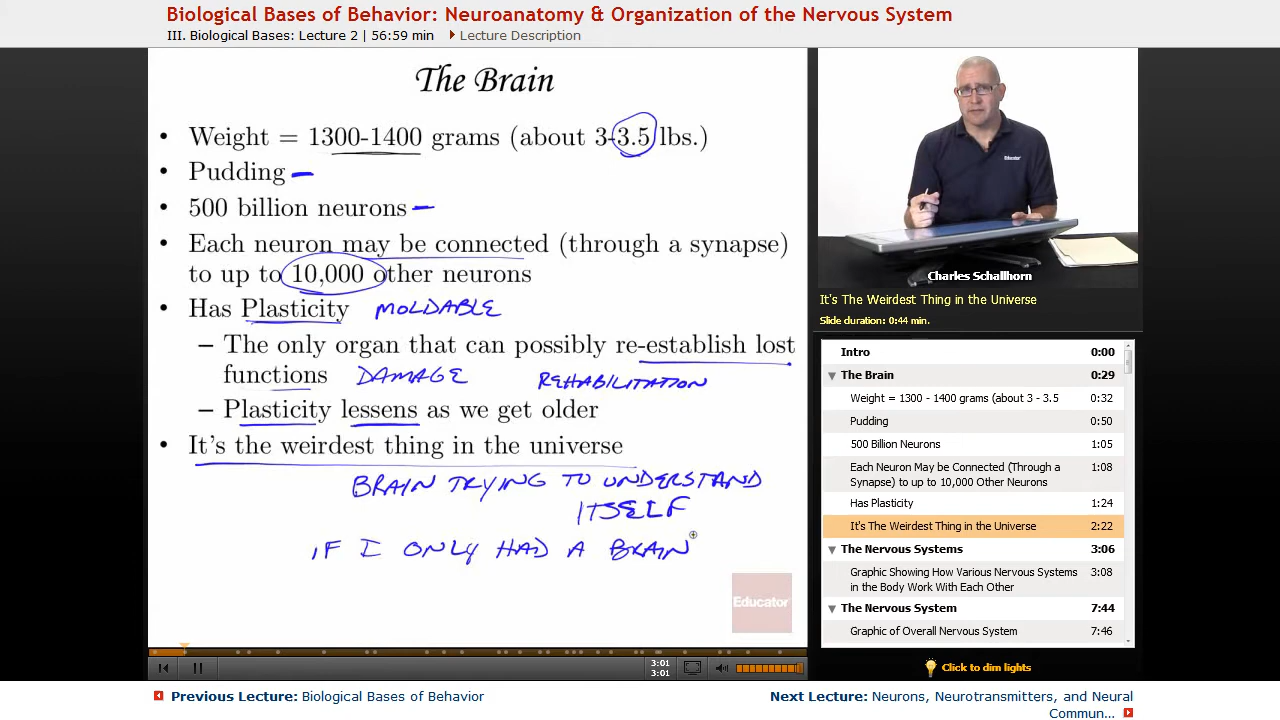 Biological Bases of Behavior: Neuroanatomy & Organization of the Nervous System
III. Biological Bases: Lecture 2 | 56:59 min Lecture Description
The Brain
• Weight = 1300-1400 grams (about 3-3.5 lbs.)
• Pudding
• 500 billion neurons
• Each neuron may be connected (through a synapse)
to up to 10,000 other neurons
• Has Plasticity MOLDABLE
– The only organ that can possibly re-establish lost
functions DAMAGE REHABILITATION
– Plasticity lessens as we get older
• It's the weirdest thing in the universe
BRAIN TRYING TO UNDERSTAND
ITSELF
IF I ONLY HAD A BRAIN
Educator
Educator
Charles Schallhorn
It's The Weirdest Thing in the Universe
Slide duration: 0:44 min.
Intro 0:00
The Brain 0:29
Weight = 1300 - 1400 grams (about 3 - 3.5 0:32
Pudding 0:50
500 Billion Neurons 1:05
Each Neuron May be Connected (Through a 1:08
Synapse) to up to 10,000 Other Neurons
Has Plasticity 1:24
It's The Weirdest Thing in the Universe 2:22
The Nervous Systems 3:06
Graphic Showing How Various Nervous Systems 3:08
in the Body Work With Each Other
The Nervous System 7:44
Graphic of Overall Nervous System 7:46
3:01
3:01
Click to dim lights
Previous Lecture: Biological Bases of Behavior
Next Lecture: Neurons, Neurotransmitters, and Neural
Commun...